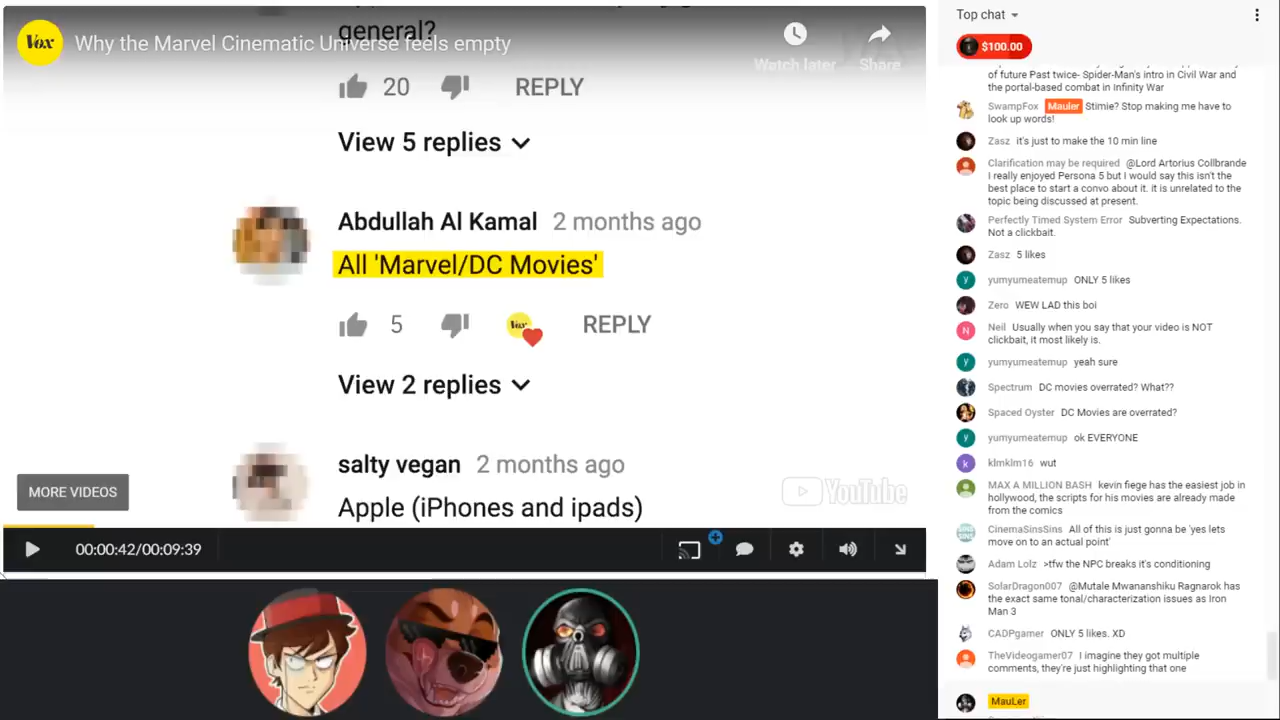 general?
Vox
Why the Marvel Cinematic Universe feels empty
Watch later
Share
20
REPLY
View 5 replies
Abdullah Al Kamal 2 months ago
All 'Marvel/DC Movies'
5
Vox
REPLY
View 2 replies
salty vegan 2 months ago
MORE VIDEOS
YouTube
Apple (iPhones and ipads)
00:00:42/00:09:39
Top chat
$100.00
of future Past twice- Spider-Man's intro in Civil War and
the portal-based combat in Infinity War
SwampFox Mauler Stimie? Stop making me have to
look up words!
Zasz it's just to make the 10 min line
Clarification may be required @Lord Artorius Collbrande
I really enjoyed Persona 5 but I would say this isn't the
best place to start a convo about it. it is unrelated to the
topic being discussed at present.
Perfectly Timed System Error Subverting Expectations.
Not a clickbait.
Zasz 5 likes
y yumyumeatemup ONLY 5 likes
Zero WEW LAD this boi
N Neil Usually when you say that your video is NOT
clickbait, it most likely is.
y yumyumeatemup yeah sure
Spectrum DC movies overrated? What??
Spaced Oyster DC Movies are overrated?
y yumyumeatemup ok EVERYONE
k klmklm16 wut
MAX A MILLION BASH kevin fiege has the easiest job in
hollywood, the scripts for his movies are already made
from the comics
CinemaSinsSins All of this is just gonna be 'yes lets
move on to an actual point'
Adam Lolz >tfw the NPC breaks it's conditioning
SolarDragon007 @Mutale Mwananshiku Ragnarok has
the exact same tonal/characterization issues as Iron
Man 3
CADPgamer ONLY 5 likes. XD
TheVideogamer07 I imagine they got multiple
comments, they're just highlighting that one
MauLer